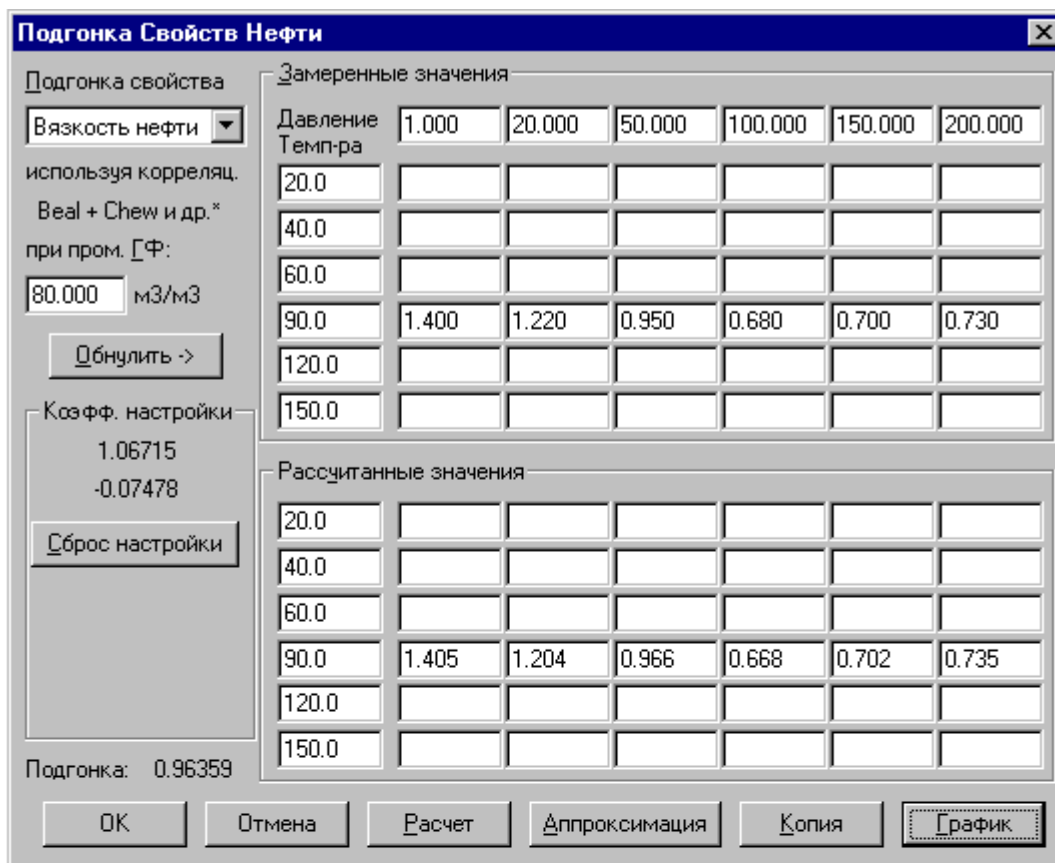 Подгонка Свойств Нефти
Подгонка свойства
Вязкость нефти
используя корреляц.
Beal + Chew и др.*
при пром. ГФ:
80.000 м3/м3
Обнулить ->
Коэфф. настройки
1.06715
-0.07478
Сброс настройки
Подгонка: 0.96359
Замеренные значения
Давление 1.000 20.000 50.000 100.000 150.000 200.000
Темп-ра
20.0
40.0
60.0
90.0 1.400 1.220 0.950 0.680 0.700 0.730
120.0
150.0
Рассчитанные значения
20.0
40.0
60.0
90.0 1.405 1.204 0.966 0.668 0.702 0.735
120.0
150.0
OK Отмена Расчет Аппроксимация Копия График